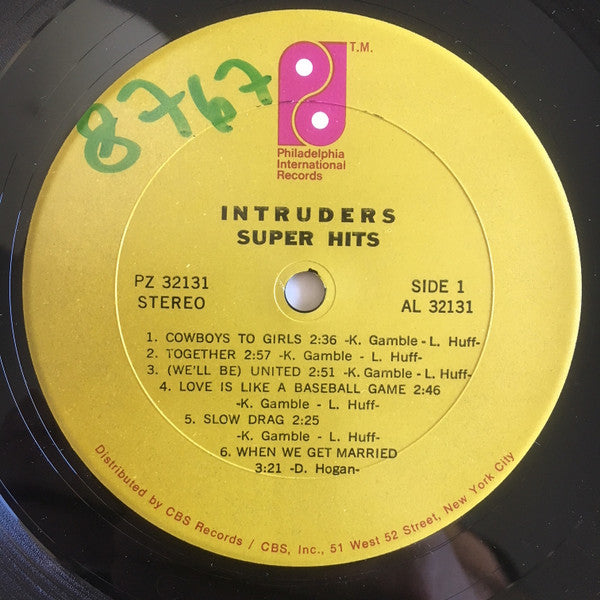 8767
T.M.
Philadelphia
International
Records
INTRUDERS
SUPER HITS
PZ 32131
STEREO
SIDE 1
AL 32131
1. COWBOYS TO GIRLS 2:36 -K. Gamble - L. Huff-
2. TOGETHER 2:57 -K. Gamble - L. Huff-
3. (WE'LL BE) UNITED 2:51 -K. Gamble - L. Huff-
4. LOVE IS LIKE A BASEBALL GAME 2:46
-K. Gamble - L. Huff-
5. SLOW DRAG 2:25
-K. Gamble - L. Huff-
6. WHEN WE GET MARRIED
3:21 -D. Hogan-
Distributed by CBS Records / CBS, Inc., 51 West 52 Street, New York City